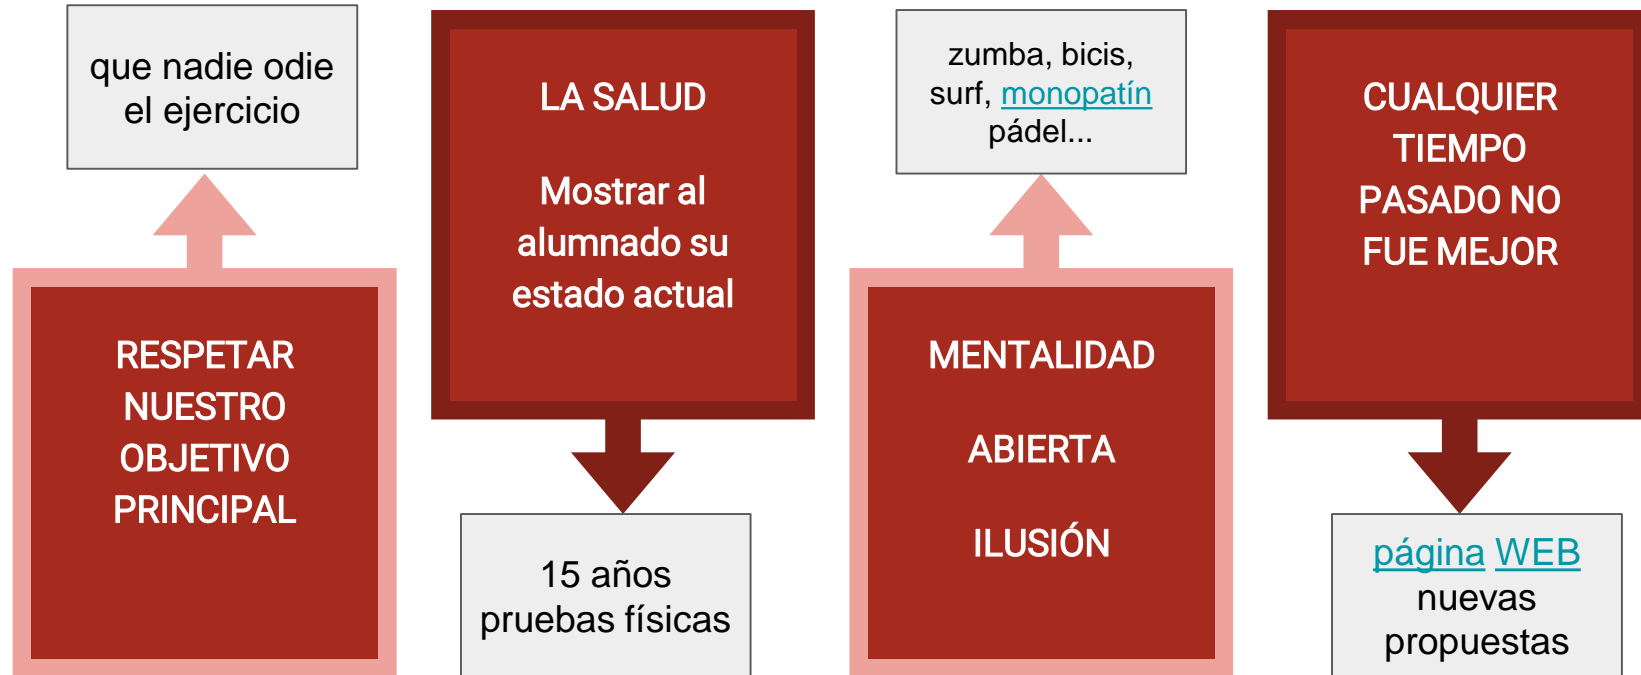 que nadie odie
el ejercicio
RESPETAR
NUESTRO
OBJETIVO
PRINCIPAL
LA SALUD
Mostrar al
alumnado su
estado actual
15 años
pruebas físicas
zumba, bicis,
surf, monopatín
pádel...
MENTALIDAD
ABIERTA
ILUSIÓN
CUALQUIER
TIEMPO
PASADO NO
FUE MEJOR
página WEB
nuevas
propuestas